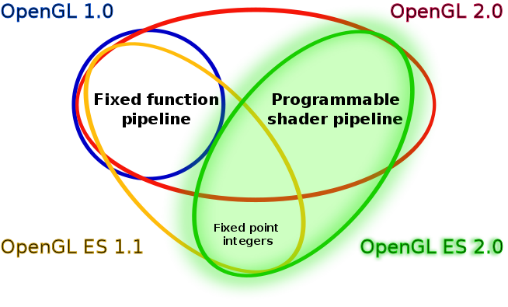 OpenGL 1.0
OpenGL 2.0
Fixed function
pipeline
Programmable
shader pipeline
Fixed point
integers
OpenGL ES 1.1
OpenGL ES 2.0